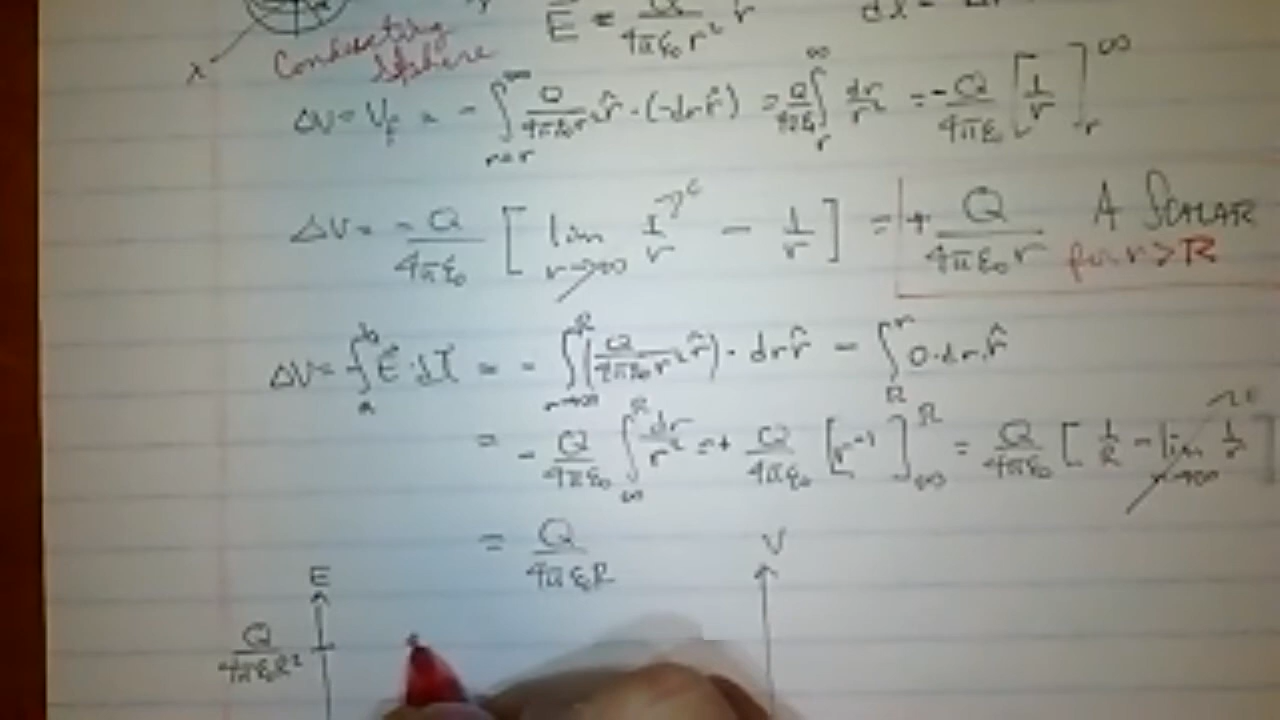 Conducting Sphere
x
E⃗ = Q/(4πε₀r²) r̂
dl =
ΔV = V_f = - ∫_{r=r}^{∞} Q/(4πε₀r²) r̂ · (-dr r̂) = Q/(4πε₀) ∫_r^∞ dr/r² = - Q/(4πε₀) [1/r]_r^∞
ΔV = - Q/(4πε₀) [ lim_{r→∞} 1/r - 1/r ] = + Q/(4πε₀r) A SCALAR
for r > R
ΔV = -∫_a^b E⃗ · dl⃗ = - ∫_{r→∞}^R (Q/(4πε₀r²) r̂) · dr r̂ - ∫_R^r 0 · dr r̂
= - Q/(4πε₀) ∫_∞^R dr/r² = + Q/(4πε₀) [r⁻¹]_∞^R = Q/(4πε₀) [ 1/R - lim_{r→∞} 1/r ]
= Q/(4πε₀R)
E V
Q/(4πε₀R²)